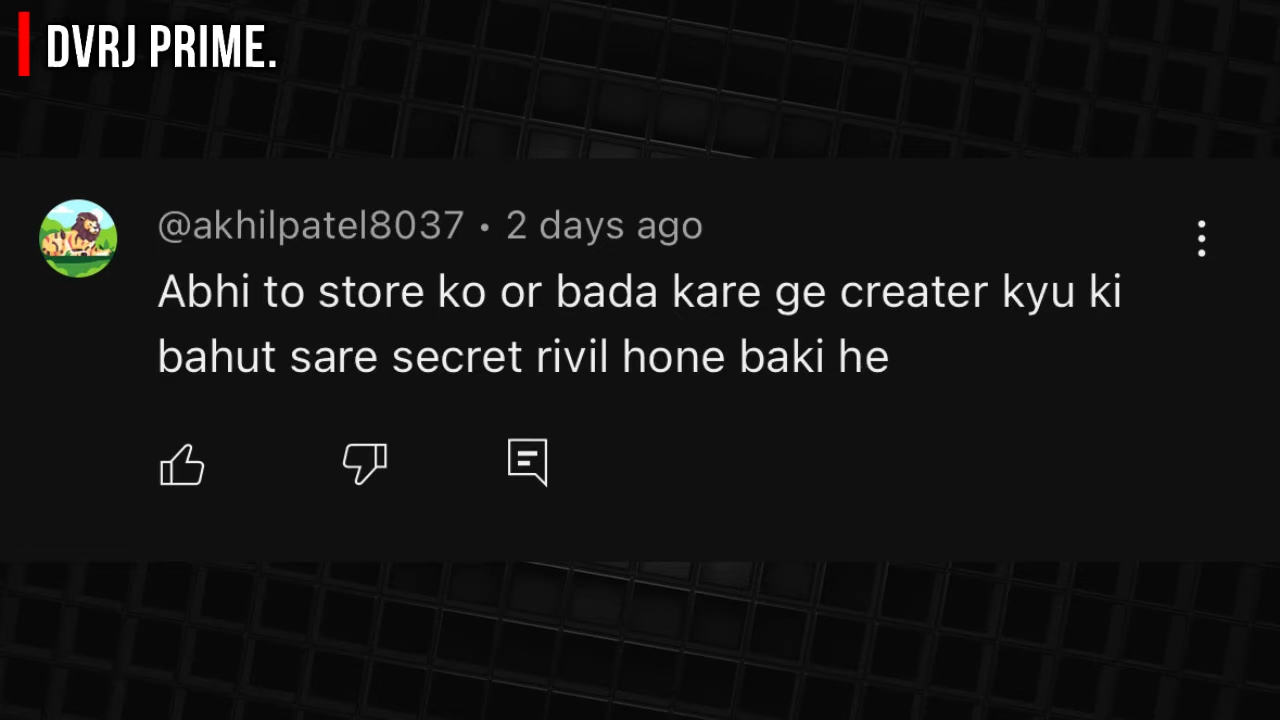 DVRJ PRIME.
@akhilpatel8037 • 2 days ago
Abhi to store ko or bada kare ge creater kyu ki
bahut sare secret rivil hone baki he